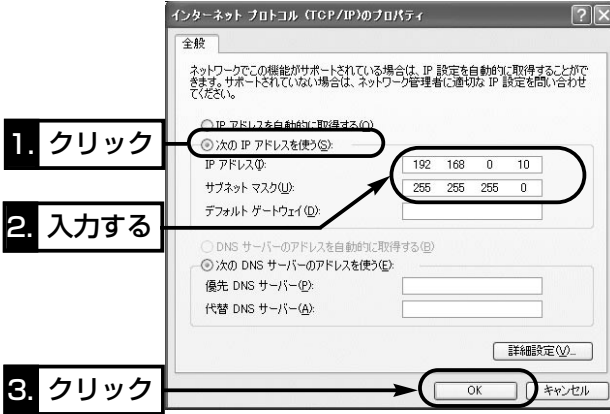 インターネット プロトコル (TCP/IP)のプロパティ
全般
ネットワークでこの機能がサポートされている場合は、IP 設定を自動的に取得することがで
きます。サポートされていない場合は、ネットワーク管理者に適切な IP 設定を問い合わせ
てください。
IP アドレスを自動的に取得する(O)
1. クリック
次の IP アドレスを使う(S):
IP アドレス(I): 192 168 0 10
サブネット マスク(U): 255 255 255 0
2. 入力する
デフォルト ゲートウェイ(D):
DNS サーバーのアドレスを自動的に取得する(B)
次の DNS サーバーのアドレスを使う(E):
優先 DNS サーバー(P):
代替 DNS サーバー(A):
詳細設定(V)...
3. クリック
OK キャンセル